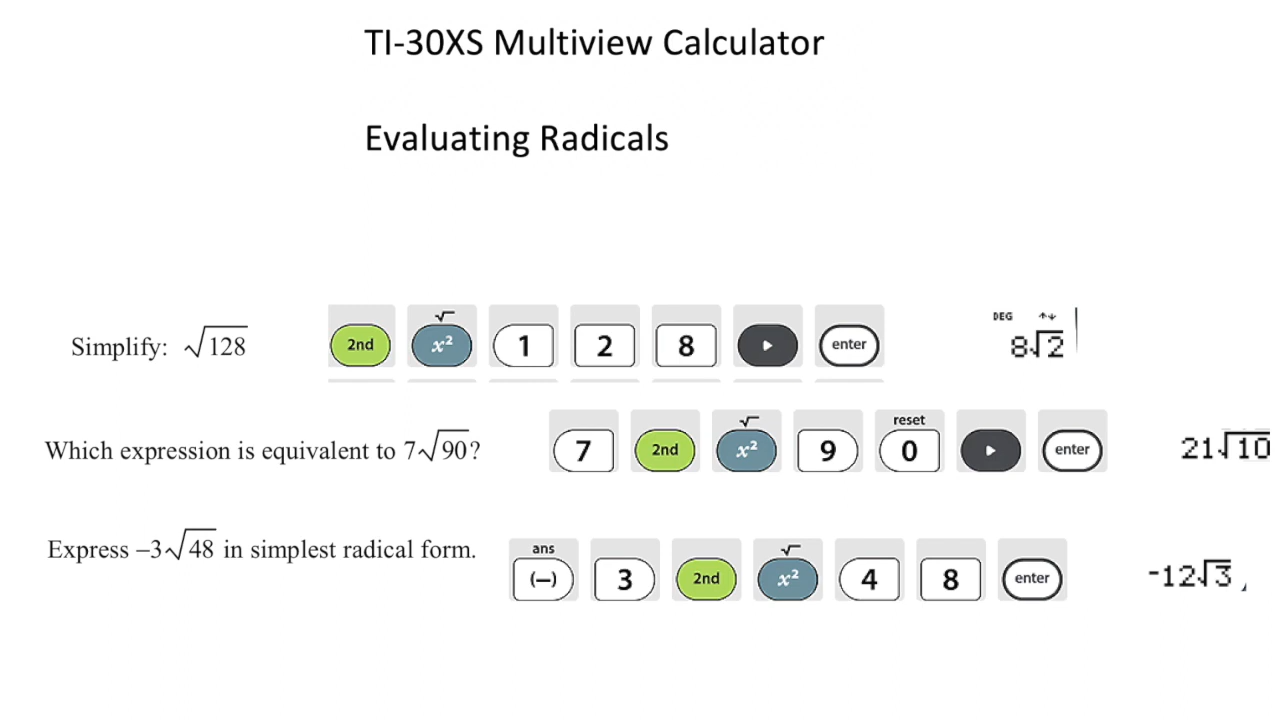 TI-30XS Multiview Calculator
Evaluating Radicals
Simplify: √128 2nd √ x² 1 2 8 enter DEG 8√2
Which expression is equivalent to 7√90? 7 2nd √ x² 9 reset 0 enter 21√10
Express –3√48 in simplest radical form. ans (–) 3 2nd √ x² 4 8 enter -12√3